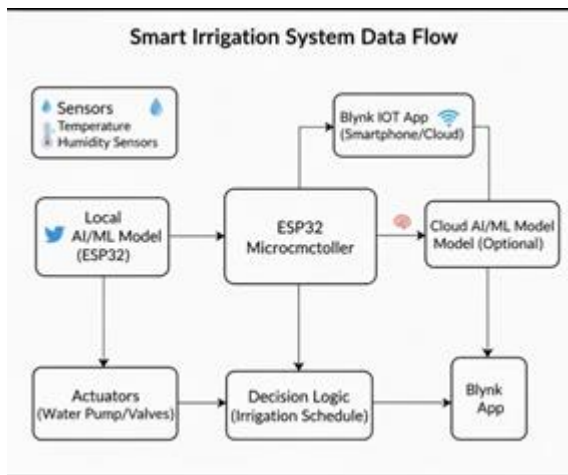 Smart Irrigation System Data Flow
Sensors
Temperature
Humidity Sensors
Blynk IOT App
(Smartphone/Cloud)
Local
AI/ML Model
(ESP32)
ESP32
Microcmctoller
Cloud AI/ML Model
Model (Optional)
Actuators
(Water Pump/Valves)
Decision Logic
(Irrigation Schedule)
Blynk
App